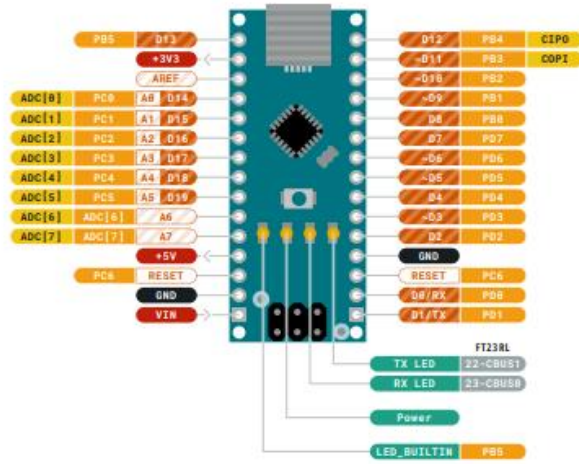 PB5 D13 D12 PB4 CIPO
+3V3 ~D11 PB3 COPI
AREF ~D10 PB2
ADC[0] PC0 A0 D14 ~D9 PB1
ADC[1] PC1 A1 D15 D8 PB0
ADC[2] PC2 A2 D16 D7 PD7
ADC[3] PC3 A3 D17 ~D6 PD6
ADC[4] PC4 A4 D18 ~D5 PD5
ADC[5] PC5 A5 D19 D4 PD4
ADC[6] ADC[6] A6 ~D3 PD3
ADC[7] ADC[7] A7 D2 PD2
+5V GND
PC6 RESET RESET PC6
GND D0/RX PD0
VIN D1/TX PD1
FT23RL
TX LED 22-CBUS1
RX LED 23-CBUS0
Power
LED_BUILTIN PB5